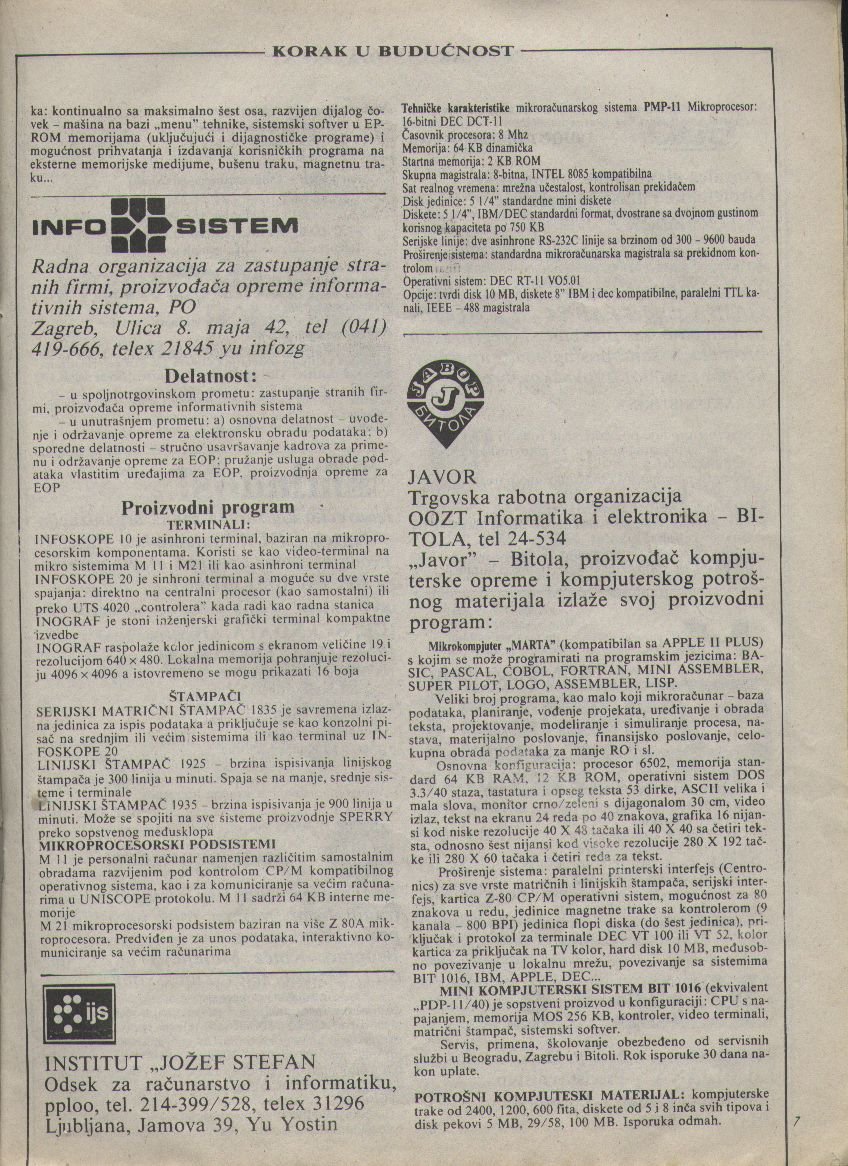 KORAK U BUDUĆNOST
ka: kontinualno sa maksimalno šest osa, razvijen dijalog čo-
vek – mašina na bazi „menu” tehnike, sistemski softver u EP-
ROM memorijama (uključujući i dijagnostičke programe) i
mogućnost prihvatanja i izdavanja korisničkih programa na
eksterne memorijske medijume, bušenu traku, magnetnu tra-
ku...
INFO SISTEM
Radna organizacija za zastupanje stra-
nih firmi, proizvođača opreme informa-
tivnih sistema, PO
Zagreb, Ulica 8. maja 42, tel (041)
419-666, telex 21845 yu infozg
Delatnost:
– u spoljnotrgovinskom prometu: zastupanje stranih fir-
mi, proizvođača opreme informativnih sistema
– u unutrašnjem prometu: a) osnovna delatnost – uvođe-
nje i održavanje opreme za elektronsku obradu podataka; b)
sporedne delatnosti – stručno usavršavanje kadrova za prime-
nu i održavanje opreme za EOP; pružanje usluga obrade pod-
ataka vlastitim uređajima za EOP, proizvodnja opreme za
EOP
Proizvodni program
TERMINALI:
INFOSKOPE 10 je asinhroni terminal, baziran na mikropro-
cesorskim komponentama. Koristi se kao video-terminal na
mikro sistemima M 11 i M21 ili kao asinhroni terminal
INFOSKOPE 20 je sinhroni terminal a moguće su dve vrste
spajanja: direktno na centralni procesor (kao samostalni) ili
preko UTS 4020 „controlera” kada radi kao radna stanica
INOGRAF je stoni inženjerski grafički terminal kompaktne
izvedbe
INOGRAF raspolaže kolor jedinicom s ekranom veličine 19 i
rezolucijom 640 × 480. Lokalna memorija pohranjuje rezoluci-
ju 4096 × 4096 a istovremeno se mogu prikazati 16 boja
ŠTAMPAČI
SERIJSKI MATRIČNI ŠTAMPAČ 1835 je savremena izlaz-
na jedinica za ispis podataka a priključuje se kao konzolni pi-
sač na srednjim ili većim sistemima ili kao terminal uz IN-
FOSKOPE 20
LINIJSKI ŠTAMPAČ 1925 – brzina ispisivanja linijskog
štampača je 300 linija u minuti. Spaja se na manje, srednje sis-
teme i terminale
LINIJSKI ŠTAMPAČ 1935 – brzina ispisivanja je 900 linija u
minuti. Može se spojiti na sve sisteme proizvodnje SPERRY
preko sopstvenog međusklopa
MIKROPROCESORSKI PODSISTEMI
M 11 je personalni računar namenjen različitim samostalnim
obradama razvijenim pod kontrolom CP/M kompatibilnog
operativnog sistema, kao i za komuniciranje sa većim računa-
rima u UNISCOPE protokolu. M 11 sadrži 64 KB interne me-
morije
M 21 mikroprocesorski podsistem baziran na više Z 80A mik-
roprocesora. Predviđen je za unos podataka, interaktivno ko-
municiranje sa većim računarima
ijs
INSTITUT „JOŽEF STEFAN
Odsek za računarstvo i informatiku,
pploo, tel. 214-399/528, telex 31296
Ljubljana, Jamova 39, Yu Yostin
Tehničke karakteristike mikroračunarskog sistema PMP-11 Mikroprocesor:
16-bitni DEC DCT-11
Časovnik procesora: 8 Mhz
Memorija: 64 KB dinamička
Startna memorija: 2 KB ROM
Skupna magistrala: 8-bitna, INTEL 8085 kompatibilna
Sat realnog vremena: mrežna učestalost, kontrolisan prekidačem
Disk jedinice: 5 1/4” standardne mini diskete
Diskete: 5 1/4”, IBM/DEC standardni format, dvostrane sa dvojnom gustinom
korisnog kapaciteta po 750 KB
Serijske linije: dve asinhrone RS-232C linije sa brzinom od 300 – 9600 bauda
Proširenje sistema: standardna mikroračunarska magistrala sa prekidnom kon-
trolom
Operativni sistem: DEC RT-11 VO5.01
Opcije: tvrdi disk 10 MB, diskete 8” IBM i dec kompatibilne, paralelni TTL ka-
nali, IEEE – 488 magistrala
ЈАВОР
J
БИТОЛА
JAVOR
Trgovska rabotna organizacija
OOZT Informatika i elektronika – BI-
TOLA, tel 24-534
„Javor” – Bitola, proizvođač kompju-
terske opreme i kompjuterskog potroš-
nog materijala izlaže svoj proizvodni
program:
Mikrokompjuter „MARTA” (kompatibilan sa APPLE II PLUS)
s kojim se može programirati na programskim jezicima: BA-
SIC, PASCAL, COBOL, FORTRAN, MINI ASSEMBLER,
SUPER PILOT, LOGO, ASSEMBLER, LISP.
Veliki broj programa, kao malo koji mikroračunar – baza
podataka, planiranje, vođenje projekata, uređivanje i obrada
teksta, projektovanje, modeliranje i simuliranje procesa, na-
stava, materijalno poslovanje, finansijsko poslovanje, celo-
kupna obrada podataka za manje RO i sl.
Osnovna konfiguracija: procesor 6502, memorija stan-
dard 64 KB RAM, 12 KB ROM, operativni sistem DOS
3.3/40 staza, tastatura i opseg teksta 53 dirke, ASCII velika i
mala slova, monitor crno/zeleni s dijagonalom 30 cm, video
izlaz, tekst na ekranu 24 reda po 40 znakova, grafika 16 nijan-
si kod niske rezolucije 40 X 48 tačaka ili 40 X 40 sa četiri tek-
sta, odnosno šest nijansi kod visoke rezolucije 280 X 192 tač-
ke ili 280 X 60 tačaka i četiri reda za tekst.
Proširenje sistema: paralelni printerski interfejs (Centro-
nics) za sve vrste matričnih i linijskih štampača, serijski inter-
fejs, kartica Z-80 CP/M operativni sistem, mogućnost za 80
znakova u redu, jedinice magnetne trake sa kontrolerom (9
kanala – 800 BPI) jedinica flopi diska (do šest jedinica), pri-
ključak i protokol za terminale DEC VT 100 ili VT 52, kolor
kartica za priključak na TV kolor, hard disk 10 MB, međusob-
no povezivanje u lokalnu mrežu, povezivanje sa sistemima
BIT 1016, IBM, APPLE, DEC...
MINI KOMPJUTERSKI SISTEM BIT 1016 (ekvivalent
„PDP-11/40) je sopstveni proizvod u konfiguraciji: CPU s na-
pajanjem, memorija MOS 256 KB, kontroler, video terminali,
matrični štampač, sistemski softver.
Servis, primena, školovanje obezbeđeno od servisnih
službi u Beogradu, Zagrebu i Bitoli. Rok isporuke 30 dana na-
kon uplate.
POTROŠNI KOMPJUTESKI MATERIJAL: kompjuterske
trake od 2400, 1200, 600 fita, diskete od 5 i 8 inča svih tipova i
disk pekovi 5 MB, 29/58, 100 MB. Isporuka odmah.
7